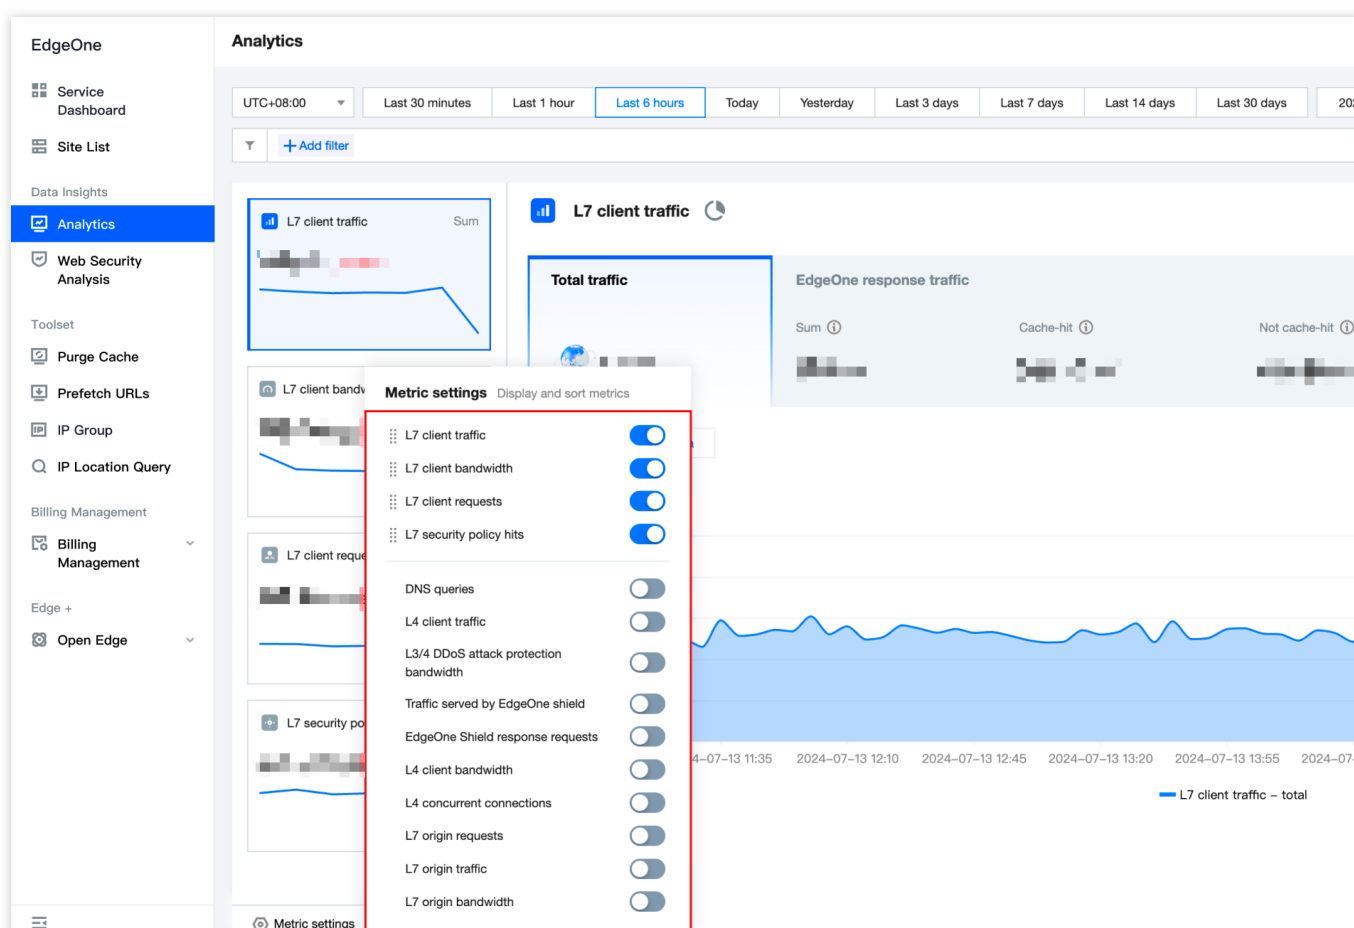 EdgeOne
Analytics
Service
Dashboard
Site List
Data Insights
Analytics
Web Security
Analysis
Toolset
Purge Cache
Prefetch URLs
IP Group
IP Location Query
Billing Management
Billing
Management
Edge +
Open Edge
UTC+08:00
Last 30 minutes
Last 1 hour
Last 6 hours
Today
Yesterday
Last 3 days
Last 7 days
Last 14 days
Last 30 days
Add filter
L7 client traffic
Sum
L7 client bandw
L7 client reque
L7 security po
Metric settings
L7 client traffic
Total traffic
EdgeOne response traffic
Sum
Cache-hit
Not cache-hit
Metric settings Display and sort metrics
L7 client traffic
L7 client bandwidth
L7 client requests
L7 security policy hits
DNS queries
L4 client traffic
L3/4 DDoS attack protection
bandwidth
Traffic served by EdgeOne shield
EdgeOne Shield response requests
L4 client bandwidth
L4 concurrent connections
L7 origin requests
L7 origin traffic
L7 origin bandwidth
4-07-13 11:35
2024-07-13 12:10
2024-07-13 12:45
2024-07-13 13:20
2024-07-13 13:55
2024-07-
L7 client traffic – total